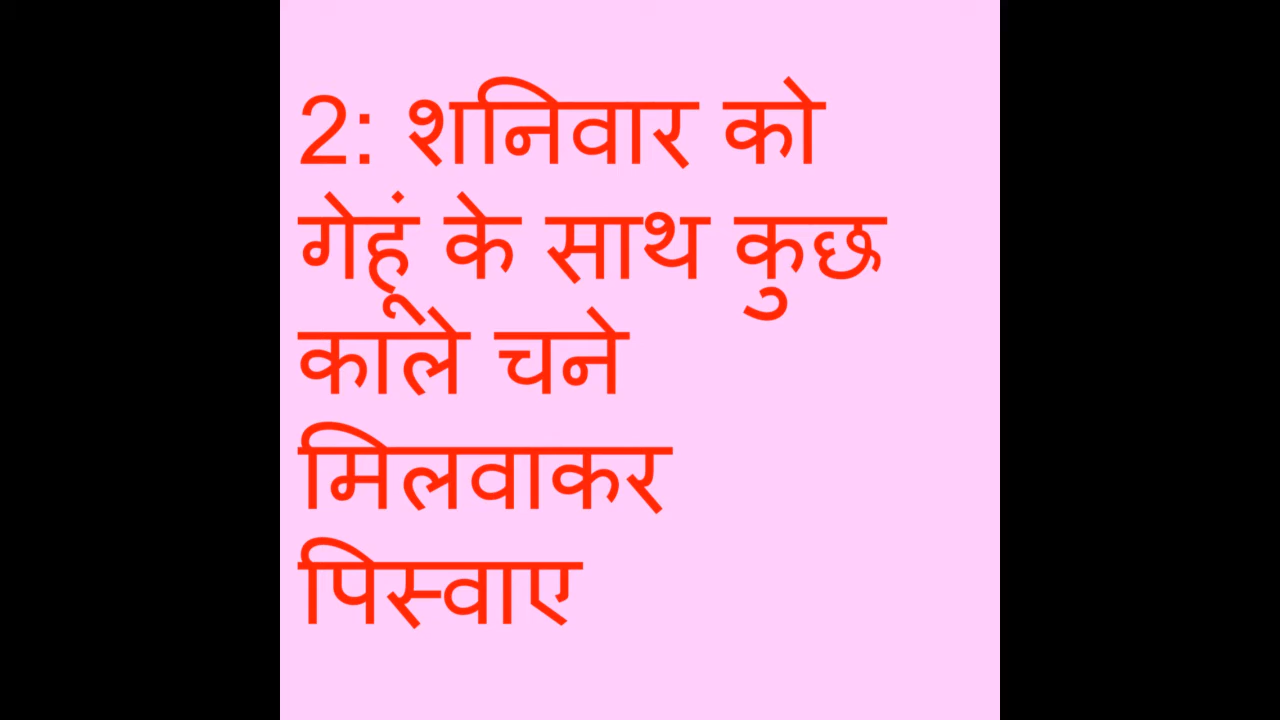 2: शनिवार को
गेहूं के साथ कुछ
काले चने
मिलवाकर
पिस्वाए